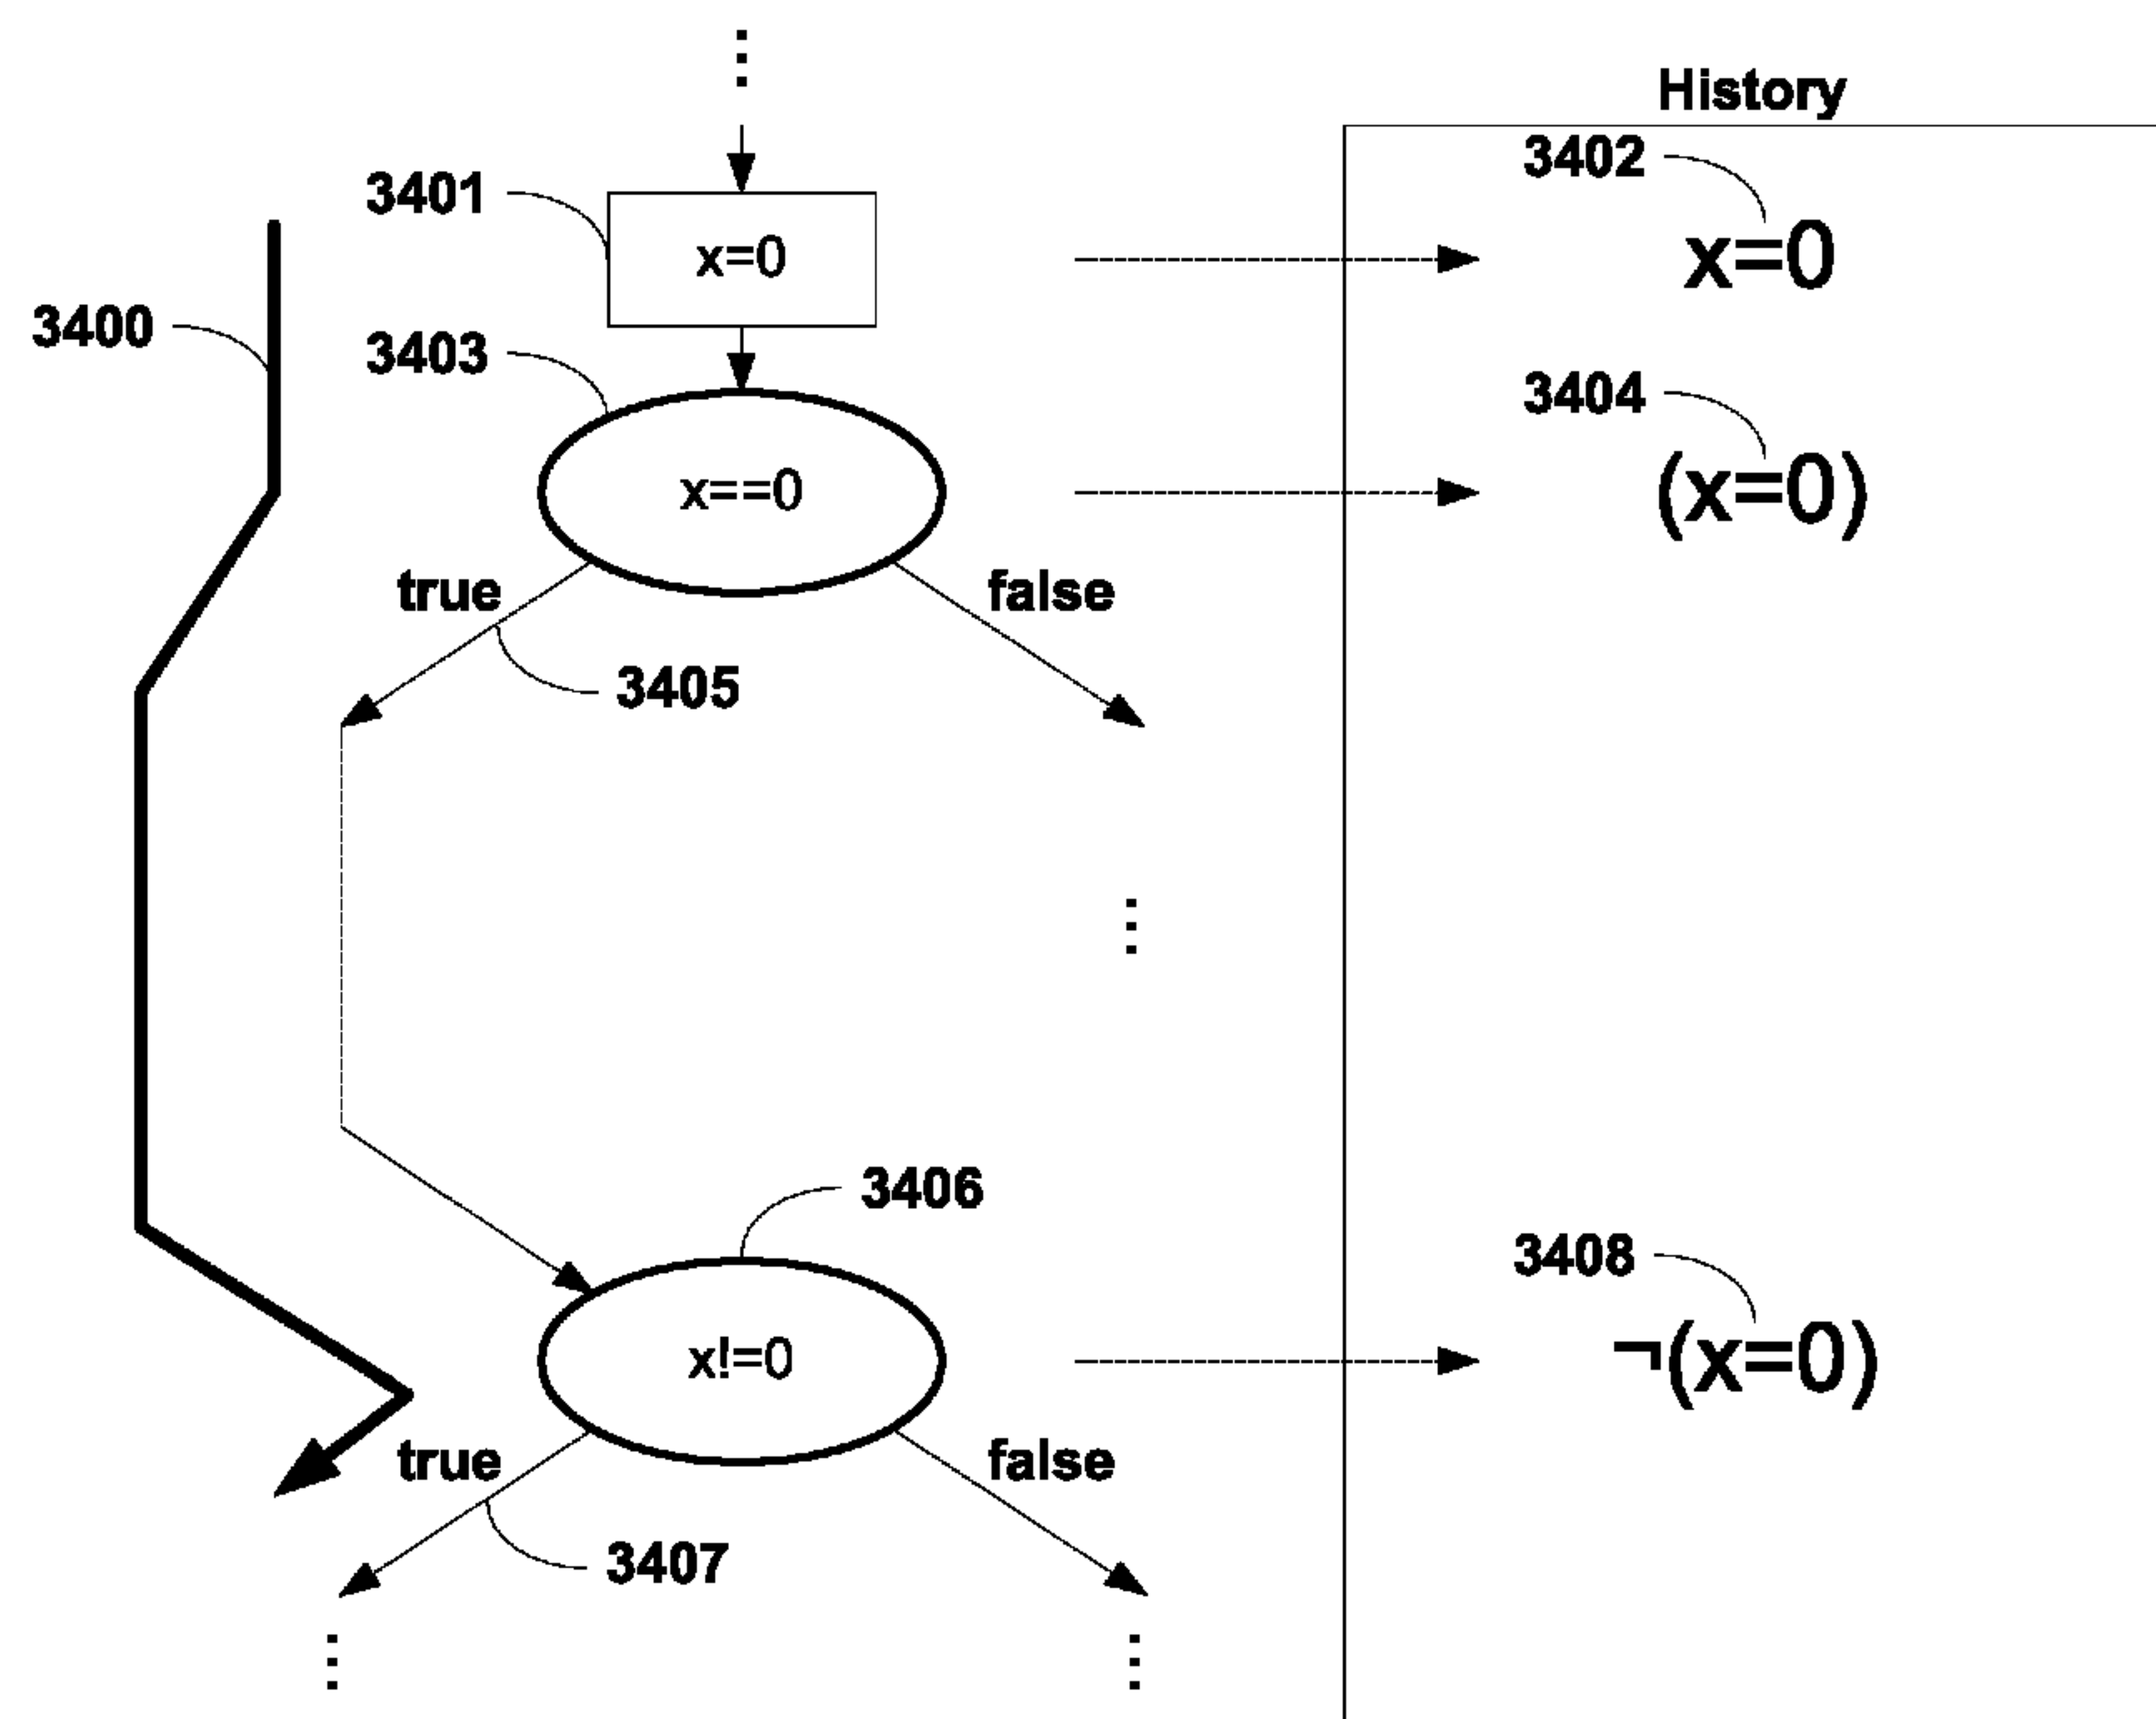 History
3402
3401
x=0
x=0
3400
3403
3404
x==0
(x=0)
true
false
3405
3406
3408
x!=0
¬(x=0)
true
false
3407